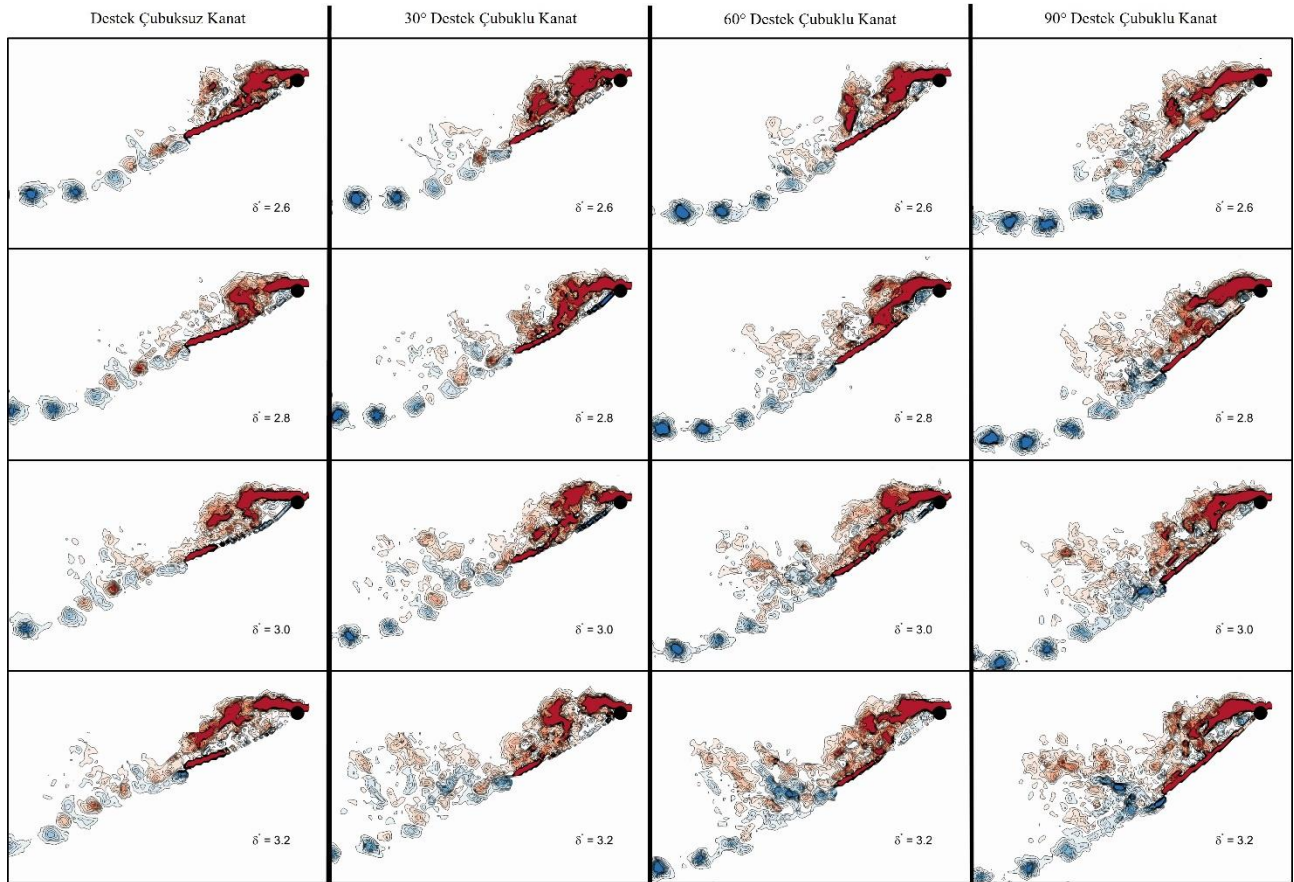 Destek Çubuksuz Kanat
30° Destek Çubuklu Kanat
60° Destek Çubuklu Kanat
90° Destek Çubuklu Kanat
δ* = 2.6
δ* = 2.6
δ* = 2.6
δ* = 2.6
δ* = 2.8
δ* = 2.8
δ* = 2.8
δ* = 2.8
δ* = 3.0
δ* = 3.0
δ* = 3.0
δ* = 3.0
δ* = 3.2
δ* = 3.2
δ* = 3.2
δ* = 3.2